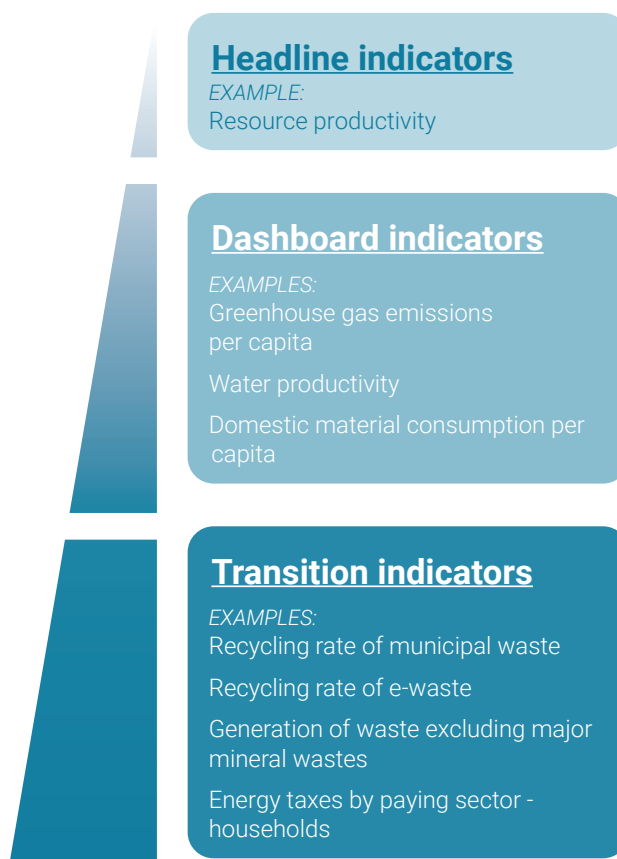 Headline indicators
EXAMPLE:
Resource productivity
Dashboard indicators
EXAMPLES:
Greenhouse gas emissions
per capita
Water productivity
Domestic material consumption per
capita
Transition indicators
EXAMPLES:
Recycling rate of municipal waste
Recycling rate of e-waste
Generation of waste excluding major
mineral wastes
Energy taxes by paying sector -
households